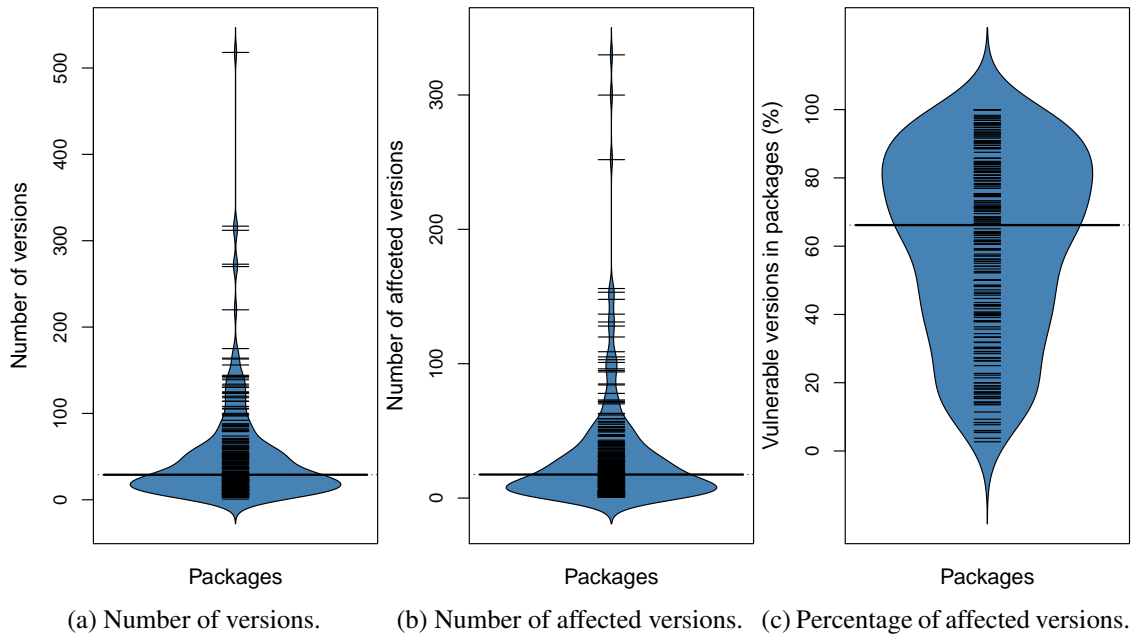 Number of versions
0 100 200 300 400 500
Packages
(a) Number of versions.
Number of affceted versions
0 100 200 300
Packages
(b) Number of affected versions.
Vulnerable versions in packages (%)
0 20 40 60 80 100
Packages
(c) Percentage of affected versions.